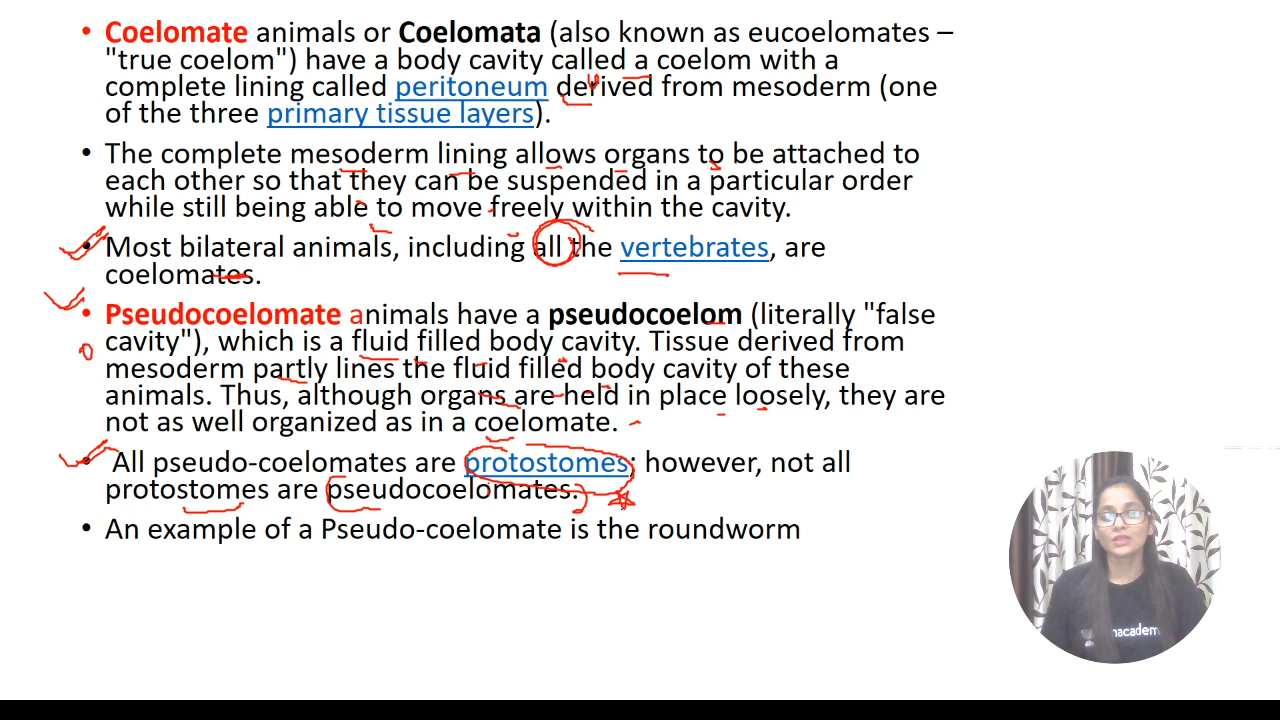 • Coelomate animals or Coelomata (also known as eucoelomates –
"true coelom") have a body cavity called a coelom with a
complete lining called peritoneum derived from mesoderm (one
of the three primary tissue layers).
• The complete mesoderm lining allows organs to be attached to
each other so that they can be suspended in a particular order
while still being able to move freely within the cavity.
• Most bilateral animals, including all the vertebrates, are
coelomates.
• Pseudocoelomate animals have a pseudocoelom (literally "false
cavity"), which is a fluid filled body cavity. Tissue derived from
mesoderm partly lines the fluid filled body cavity of these
animals. Thus, although organs are held in place loosely, they are
not as well organized as in a coelomate.
• All pseudo-coelomates are protostomes; however, not all
protostomes are pseudocoelomates.
• An example of a Pseudo-coelomate is the roundworm